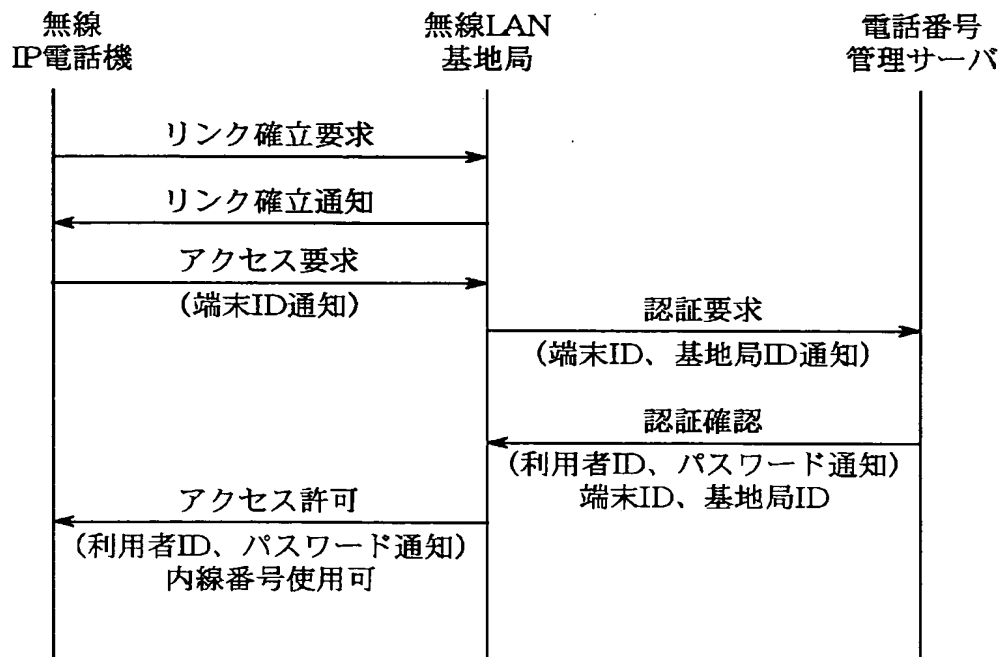 無線
IP電話機
無線LAN
基地局
電話番号
管理サーバ
リンク確立要求
リンク確立通知
アクセス要求
(端末ID通知)
認証要求
(端末ID、基地局ID通知)
認証確認
(利用者ID、パスワード通知)
端末ID、基地局ID
アクセス許可
(利用者ID、パスワード通知)
内線番号使用可